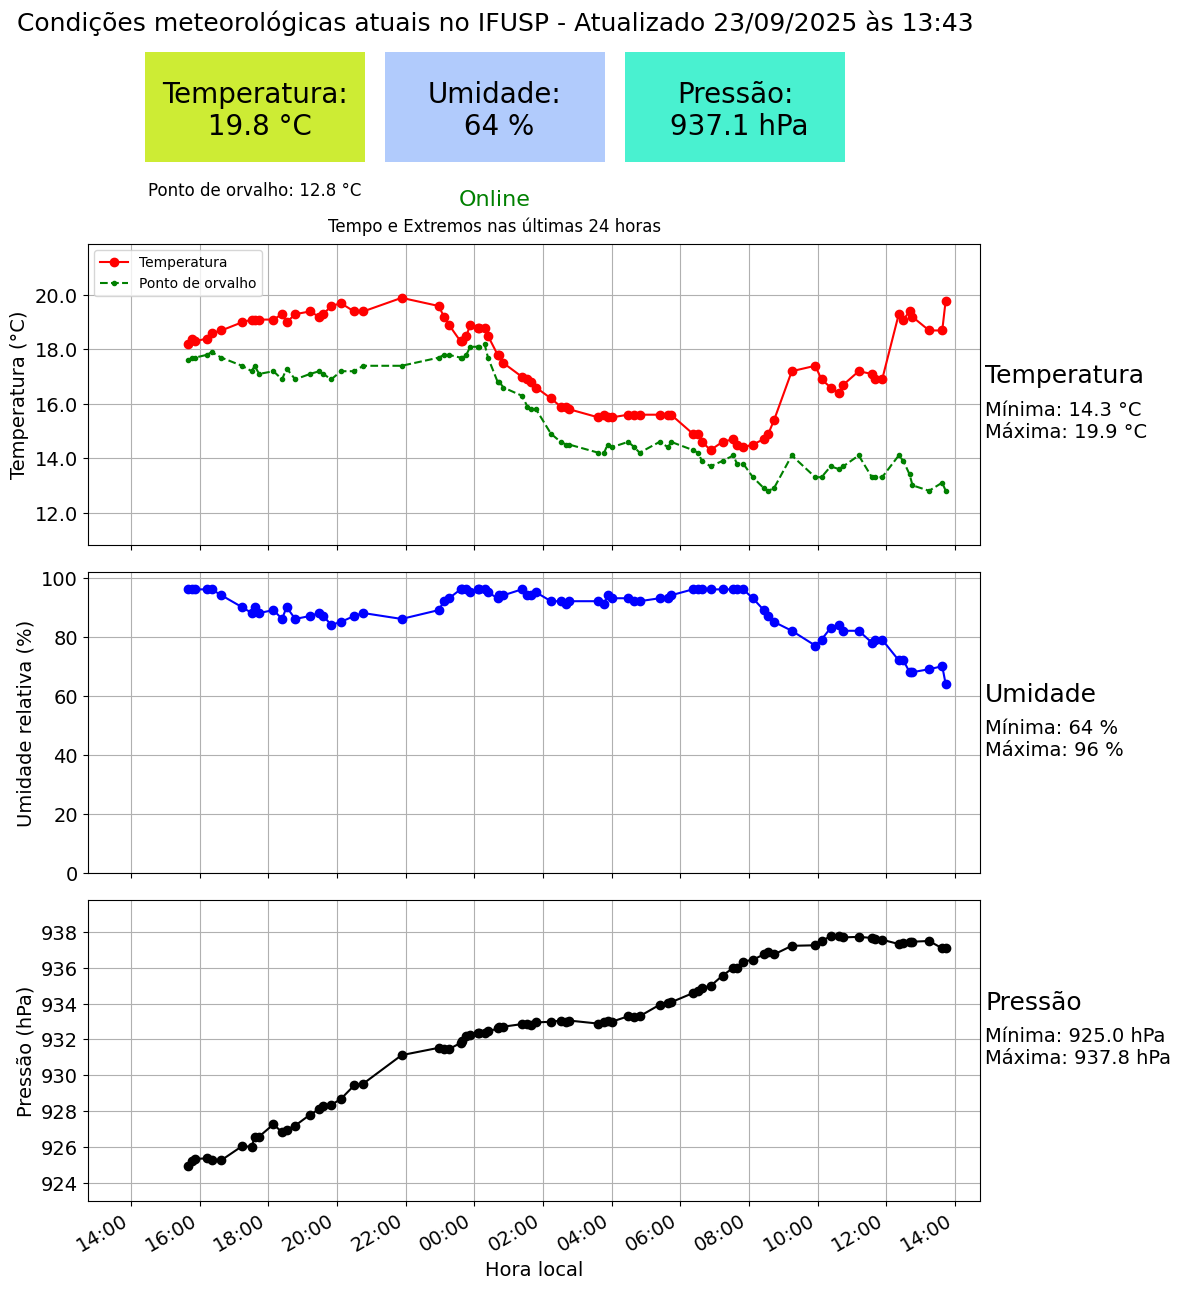 Condições meteorológicas atuais no IFUSP - Atualizado 23/09/2025 às 13:43
Temperatura:
19.8 °C
Umidade:
64 %
Pressão:
937.1 hPa
Ponto de orvalho: 12.8 °C
Online
Tempo e Extremos nas últimas 24 horas
Temperatura
Ponto de orvalho
Temperatura (°C)
20.0
18.0
16.0
14.0
12.0
Temperatura
Mínima: 14.3 °C
Máxima: 19.9 °C
Umidade relativa (%)
100
80
60
40
20
0
Umidade
Mínima: 64 %
Máxima: 96 %
Pressão (hPa)
938
936
934
932
930
928
926
924
Pressão
Mínima: 925.0 hPa
Máxima: 937.8 hPa
14:00
16:00
18:00
20:00
22:00
00:00
02:00
04:00
06:00
08:00
10:00
12:00
14:00
Hora local